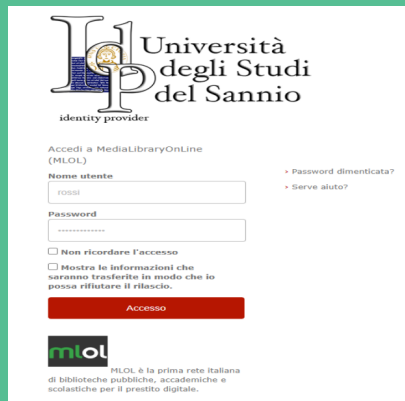 Idp
Università
degli Studi
del Sannio
identity provider
Accedi a MediaLibraryOnLine
(MLOL)
Nome utente
rossi
Password
-------------
Non ricordare l'accesso
Mostra le informazioni che
saranno trasferite in modo che io
possa rifiutare il rilascio.
Accesso
> Password dimenticata?
> Serve aiuto?
mlol
MLOL è la prima rete italiana
di biblioteche pubbliche, accademiche e
scolastiche per il prestito digitale.